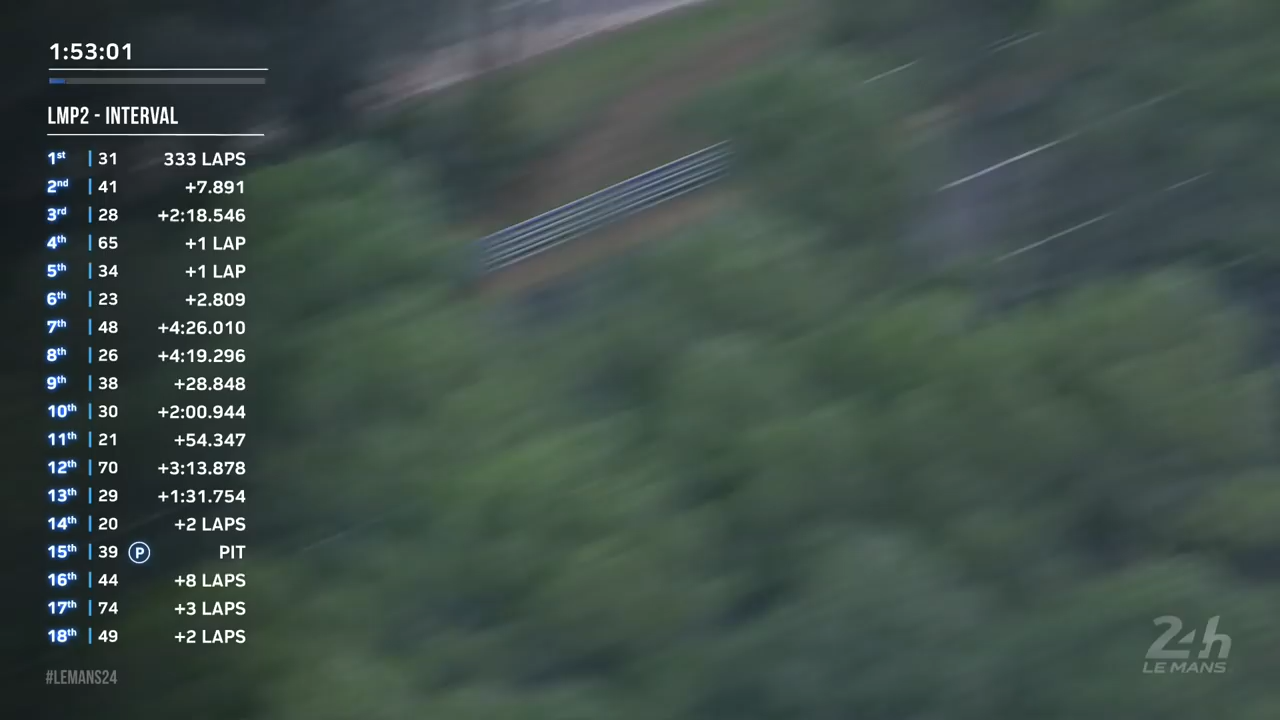 1:53:01
LMP2 - INTERVAL
1st 31 333 LAPS
2nd 41 +7.891
3rd 28 +2:18.546
4th 65 +1 LAP
5th 34 +1 LAP
6th 23 +2.809
7th 48 +4:26.010
8th 26 +4:19.296
9th 38 +28.848
10th 30 +2:00.944
11th 21 +54.347
12th 70 +3:13.878
13th 29 +1:31.754
14th 20 +2 LAPS
15th 39 P PIT
16th 44 +8 LAPS
17th 74 +3 LAPS
18th 49 +2 LAPS
#LEMANS24
24h
LE MANS